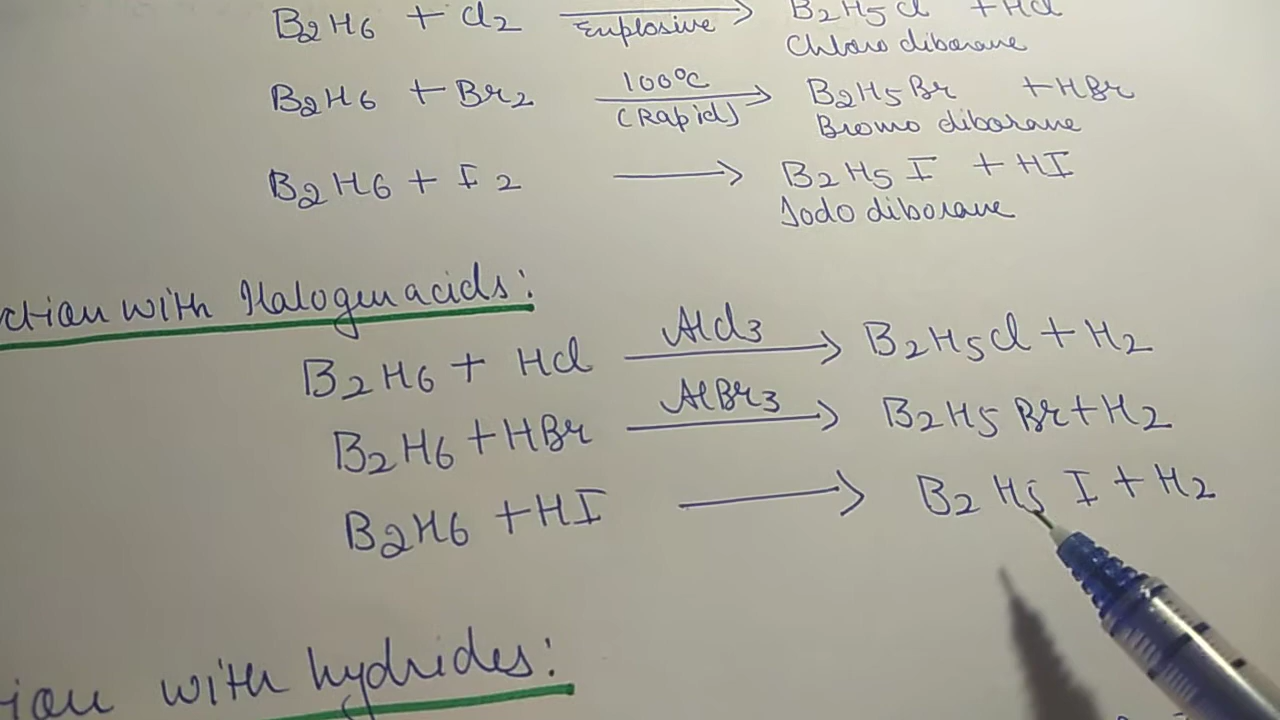 B2H6 + Cl2 Explosive → B2H5Cl + HCl
Chloro diborane
B2H6 + Br2 100°C (Rapid) → B2H5Br + HBr
Bromo diborane
B2H6 + I2 → B2H5I + HI
Iodo diborane
ction with Halogen acids:
B2H6 + HCl AlCl3 → B2H5Cl + H2
B2H6 + HBr AlBr3 → B2H5Br + H2
B2H6 + HI → B2H5I + H2
ion with hydrides: